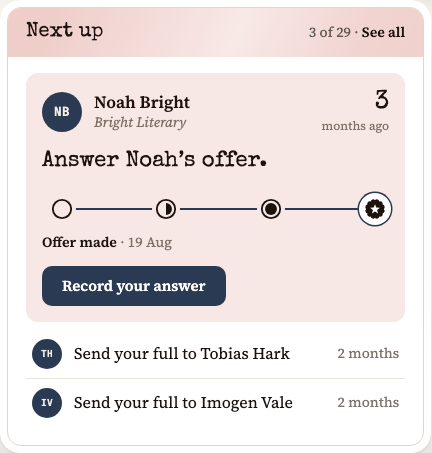 Next up
3 of 29 · See all
NB
Noah Bright
Bright Literary
3
months ago
Answer Noah’s offer.
Offer made · 19 Aug
Record your answer
TH
Send your full to Tobias Hark
2 months
IV
Send your full to Imogen Vale
2 months